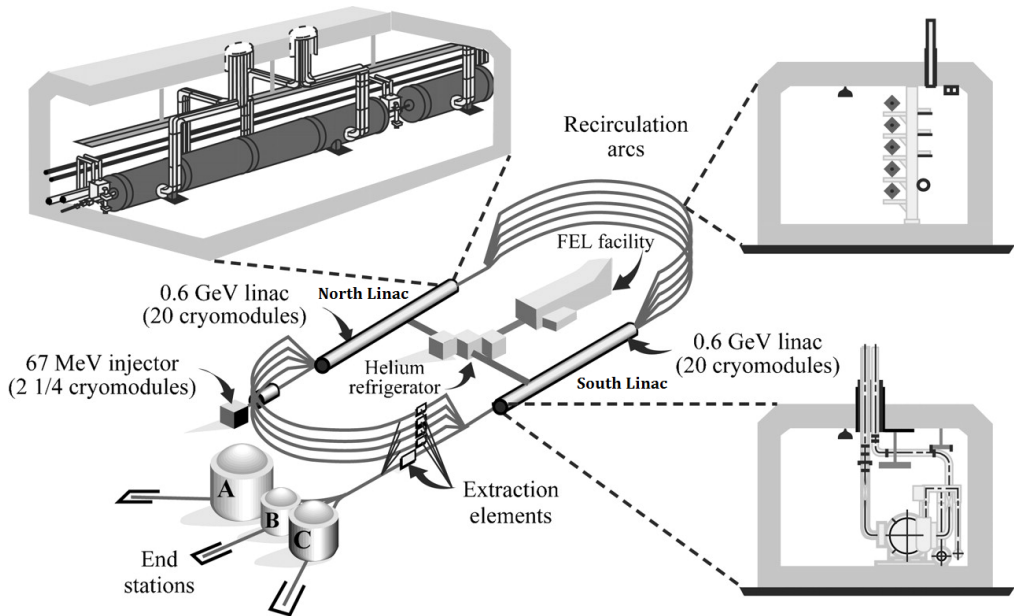 Recirculation
arcs
FEL facility
0.6 GeV linac
(20 cryomodules)
North Linac
67 MeV injector
(2 1/4 cryomodules)
Helium
refrigerator
0.6 GeV linac
(20 cryomodules)
South Linac
A
B
C
Extraction
elements
End
stations